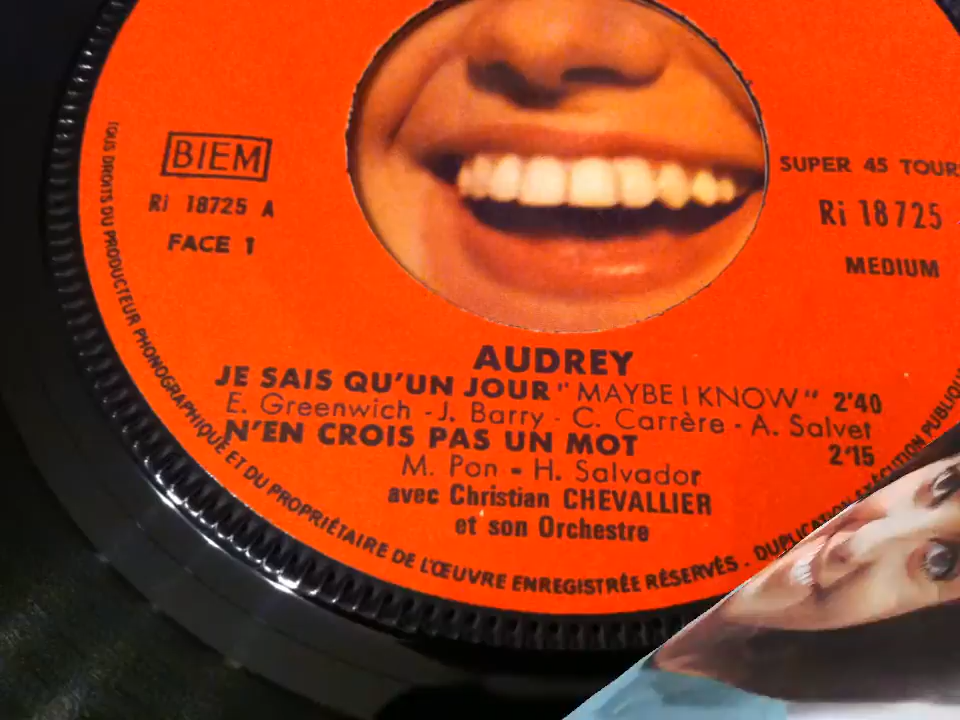 BIEM
Ri 18725 A
FACE 1
SUPER 45 TOURS
Ri 18725
MEDIUM
AUDREY
JE SAIS QU'UN JOUR "MAYBE I KNOW" 2'40
E. Greenwich - J. Barry - C. Carrère - A. Salvet
N'EN CROIS PAS UN MOT 2'15
M. Pon - H. Salvador
avec Christian CHEVALLIER
et son Orchestre
DROITS DU PRODUCTEUR PHONOGRAPHIQUE ET DU PROPRIÉTAIRE DE L'ŒUVRE ENREGISTRÉE RÉSERVÉS. DUPLICATION EXÉCUTION PUBLIQUE